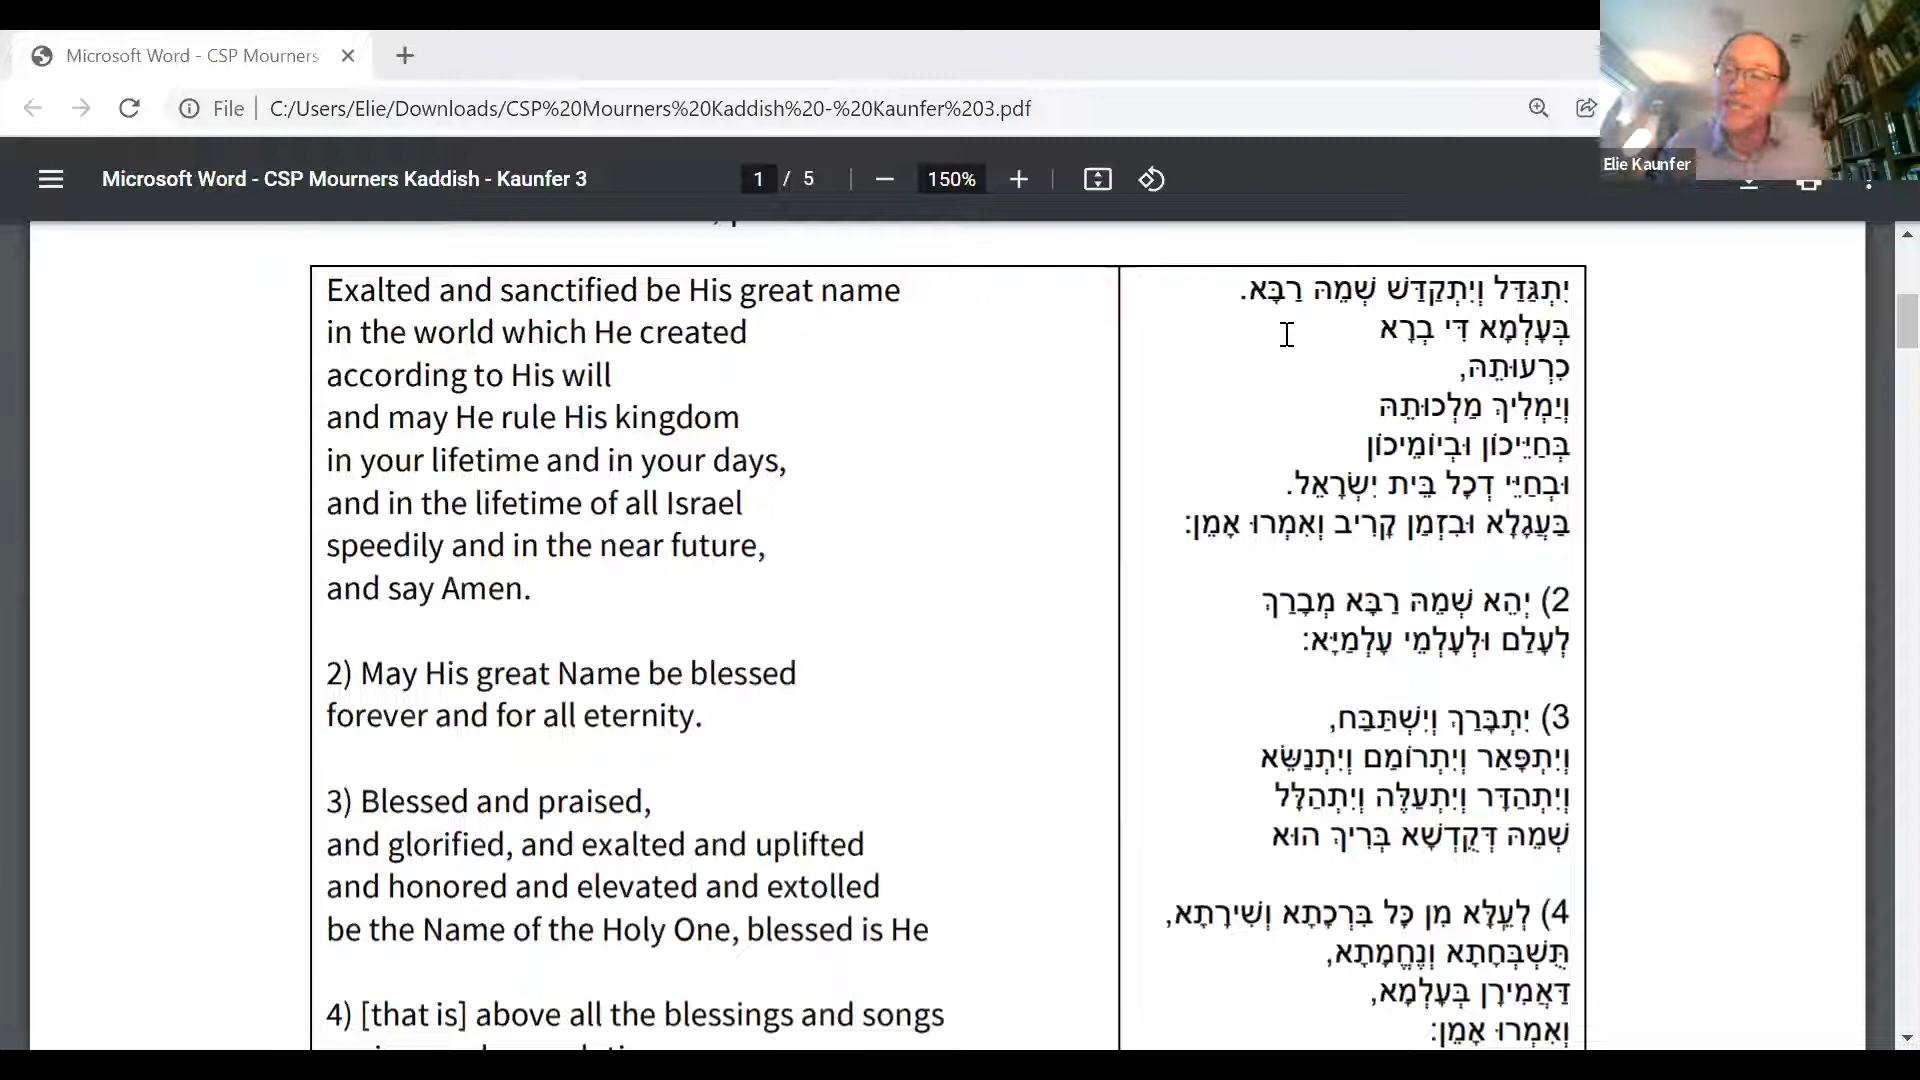 Microsoft Word - CSP Mourners
File
C:/Users/Elie/Downloads/CSP%20Mourners%20Kaddish%20-%20Kaunfer%203.pdf
Elie Kaunfer
Microsoft Word - CSP Mourners Kaddish - Kaunfer 3
1 / 5
150%
Exalted and sanctified be His great name
in the world which He created
according to His will
and may He rule His kingdom
in your lifetime and in your days,
and in the lifetime of all Israel
speedily and in the near future,
and say Amen.
2) May His great Name be blessed
forever and for all eternity.
3) Blessed and praised,
and glorified, and exalted and uplifted
and honored and elevated and extolled
be the Name of the Holy One, blessed is He
4) [that is] above all the blessings and songs
יִתְגַּדַּל וְיִתְקַדַּשׁ שְׁמֵהּ רַבָּא.
בְּעָלְמָא דִּי בְרָא
כִרְעוּתֵהּ,
וְיַמְלִיךְ מַלְכוּתֵהּ
בְּחַיֵּיכוֹן וּבְיוֹמֵיכוֹן
וּבְחַיֵּי דְכָל בֵּית יִשְׂרָאֵל.
בַּעֲגָלָא וּבִזְמַן קָרִיב וְאִמְרוּ אָמֵן:
2) יְהֵא שְׁמֵהּ רַבָּא מְבָרַךְ
לְעָלַם וּלְעָלְמֵי עָלְמַיָּא:
3) יִתְבָּרַךְ וְיִשְׁתַּבַּח,
וְיִתְפָּאַר וְיִתְרוֹמַם וְיִתְנַשֵּׂא
וְיִתְהַדָּר וְיִתְעַלֶּה וְיִתְהַלָּל
שְׁמֵהּ דְּקֻדְשָׁא בְּרִיךְ הוּא
4) לְעֵלָּא מִן כָּל בִּרְכָתָא וְשִׁירָתָא,
תֻּשְׁבְּחָתָא וְנֶחֱמָתָא,
דַּאֲמִירָן בְּעָלְמָא,
וְאִמְרוּ אָמֵן: